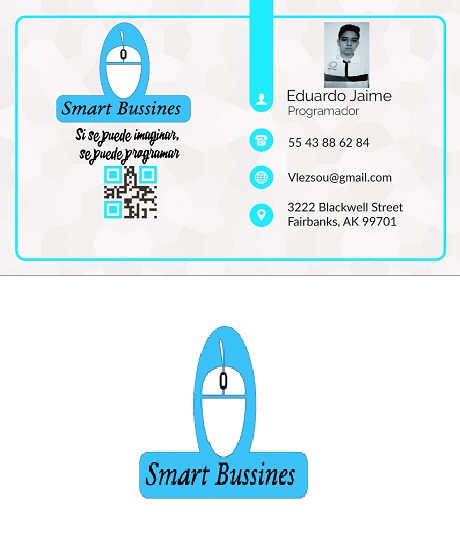 Smart Bussines
Si se puede imaginar,
se puede programar
Eduardo Jaime
Programador
55 43 88 62 84
Vlezsou@gmail.com
3222 Blackwell Street
Fairbanks, AK 99701
Smart Bussines